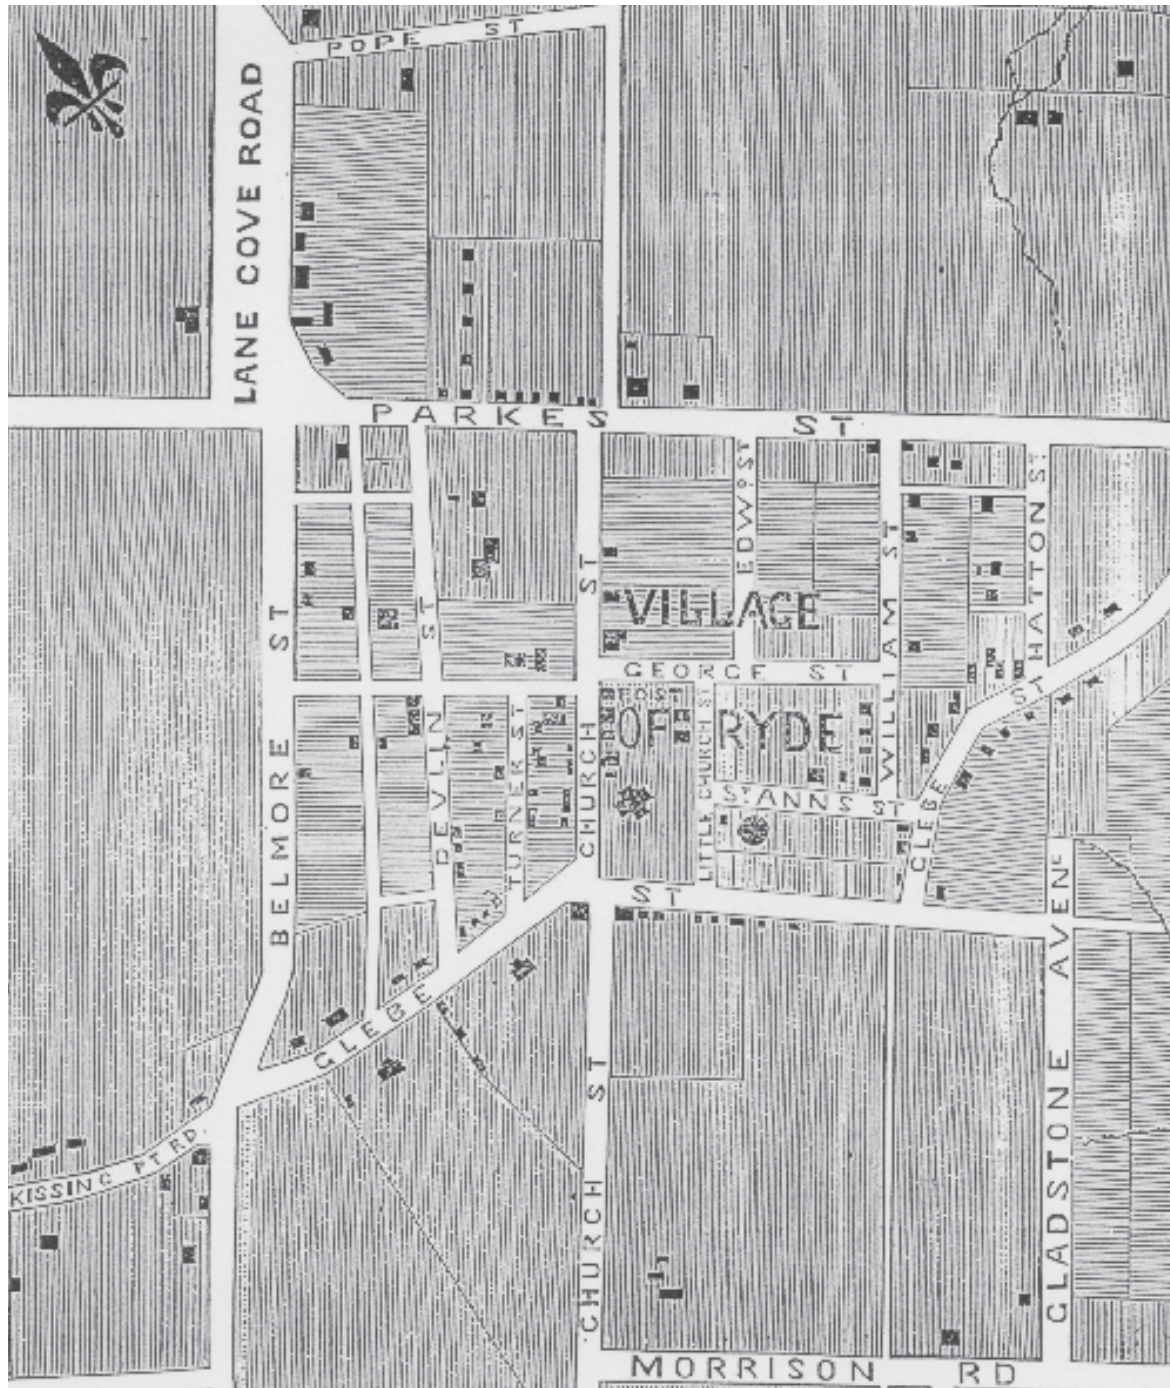 POPE ST
LANE COVE ROAD
PARKES ST
EDWD ST
HATTON ST
ST
VILLAGE
BELMORE ST
DEVLIN ST
WILLIAM ST
GEORGE ST
OF RYDE
TURNER ST
CHURCH ST
LITTLE CHURCH ST
ST ANNS ST
GLEBE ST
GLEBE ST
GLADSTONE AVENE
KISSING PT RD.
CHURCH ST
MORRISON RD